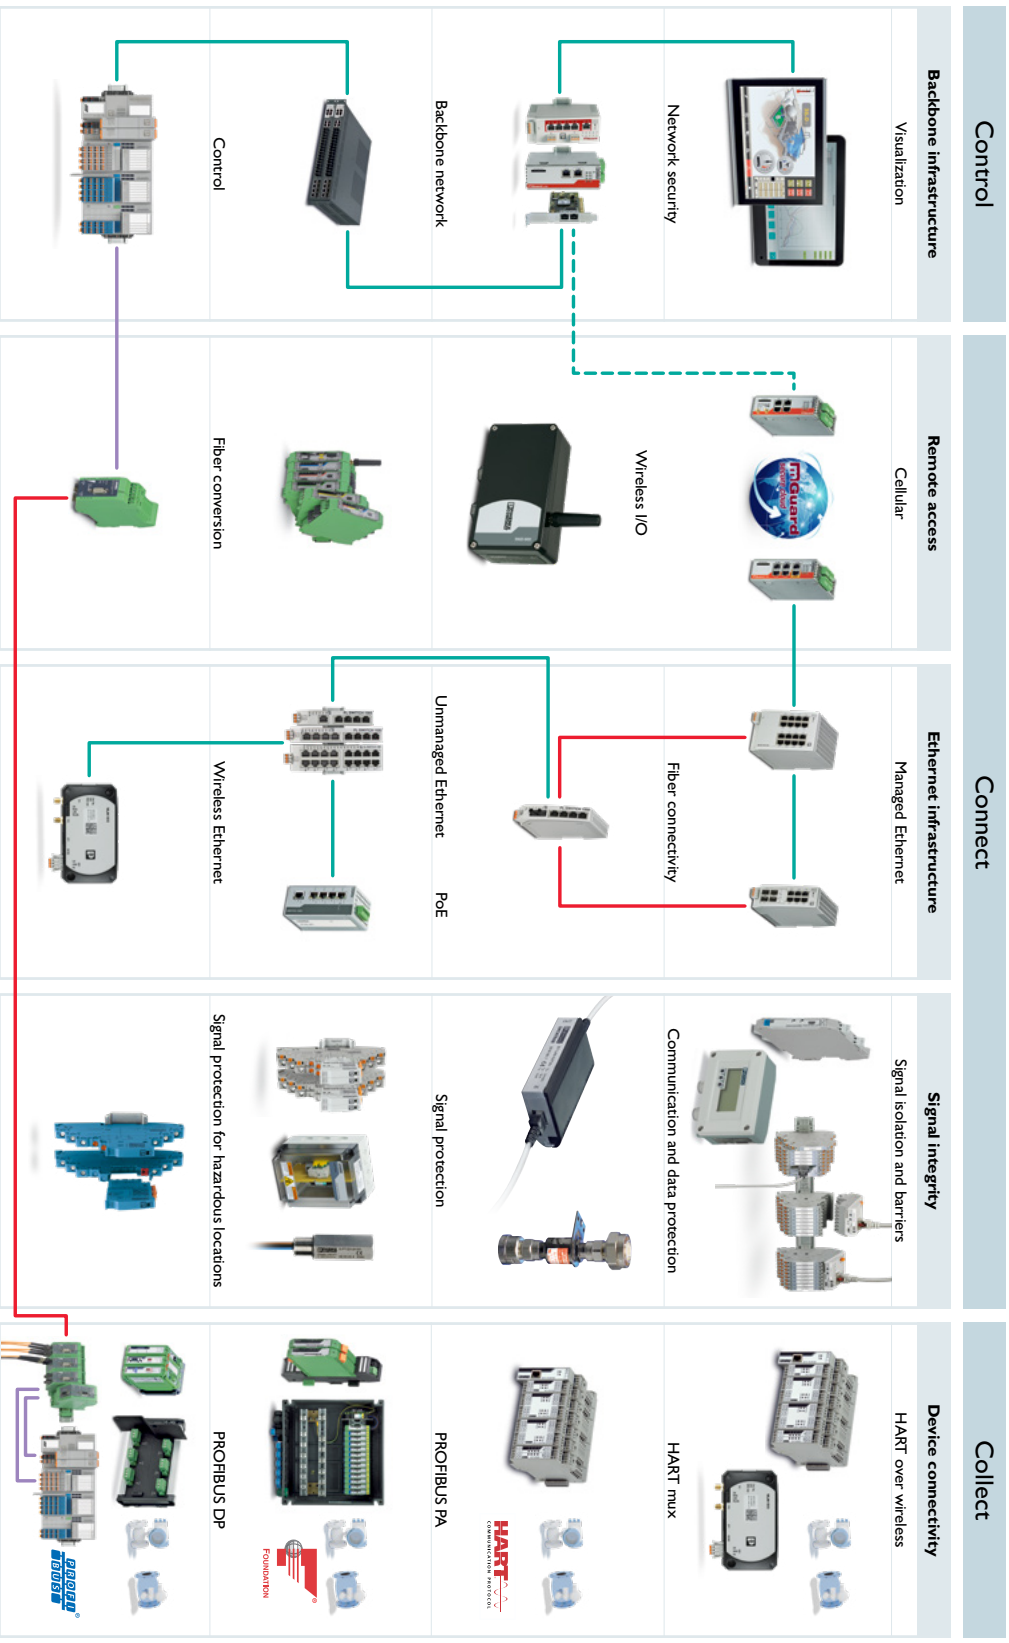 Control
Backbone infrastructure
Visualization
Network security
Backbone network
Control
Connect
Remote access
Cellular
mGuard
Wireless I/O
Fiber conversion
Ethernet infrastructure
Managed Ethernet
Fiber connectivity
Unmanaged Ethernet
PoE
Wireless Ethernet
Signal integrity
Signal isolation and barriers
Communication and data protection
Signal protection
Signal protection for hazardous locations
Collect
Device connectivity
HART over wireless
HART mux
HART
COMMUNICATION PROTOCOL
PROFIBUS PA
FOUNDATION
®
PROFIBUS DP
PROFI
BUS
®